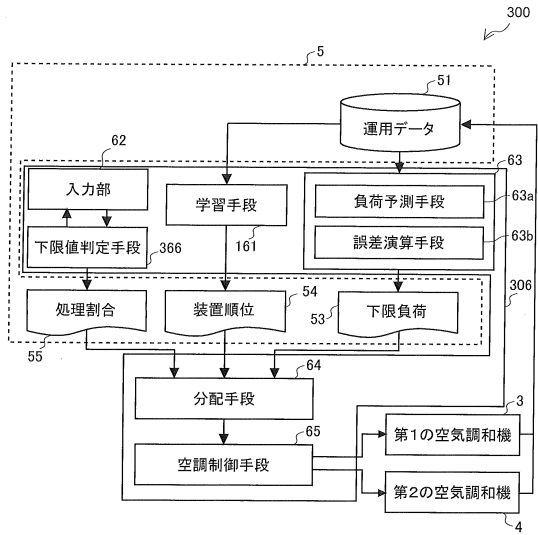 300
5
51
運用データ
62
入力部
63
学習手段
負荷予測手段
63a
下限値判定手段
366
161
誤差演算手段
63b
処理割合
55
装置順位
54
53
下限負荷
306
64
分配手段
65
空調制御手段
3
第1の空気調和機
第2の空気調和機
4